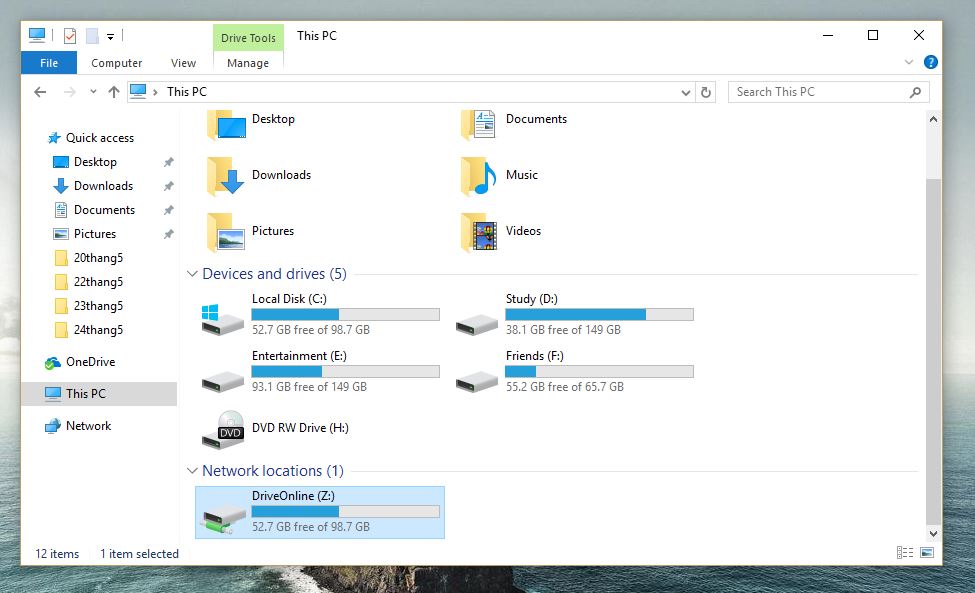 Drive Tools
This PC
File
Computer
View
Manage
?
This PC
Search This PC
Quick access
Desktop
Downloads
Documents
Pictures
20thang5
22thang5
23thang5
24thang5
OneDrive
This PC
Network
Desktop
Documents
Downloads
Music
Pictures
Videos
Devices and drives (5)
Local Disk (C:)
52.7 GB free of 98.7 GB
Study (D:)
38.1 GB free of 149 GB
Entertainment (E:)
93.1 GB free of 149 GB
Friends (F:)
55.2 GB free of 65.7 GB
DVD
DVD RW Drive (H:)
Network locations (1)
DriveOnline (Z:)
52.7 GB free of 98.7 GB
12 items
1 item selected